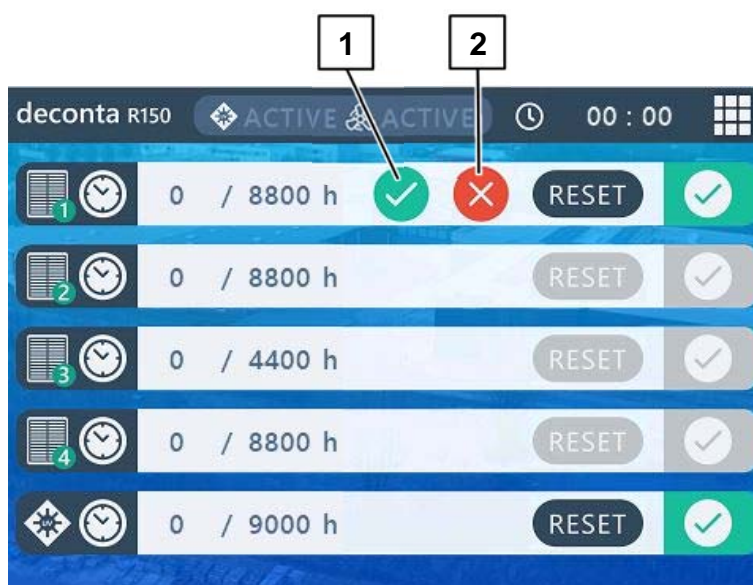 1 2
deconta R150 ACTIVE ACTIVE 00 : 00
1 0 / 8800 h RESET
2 0 / 8800 h RESET
3 0 / 4400 h RESET
4 0 / 8800 h RESET
UV 0 / 9000 h RESET